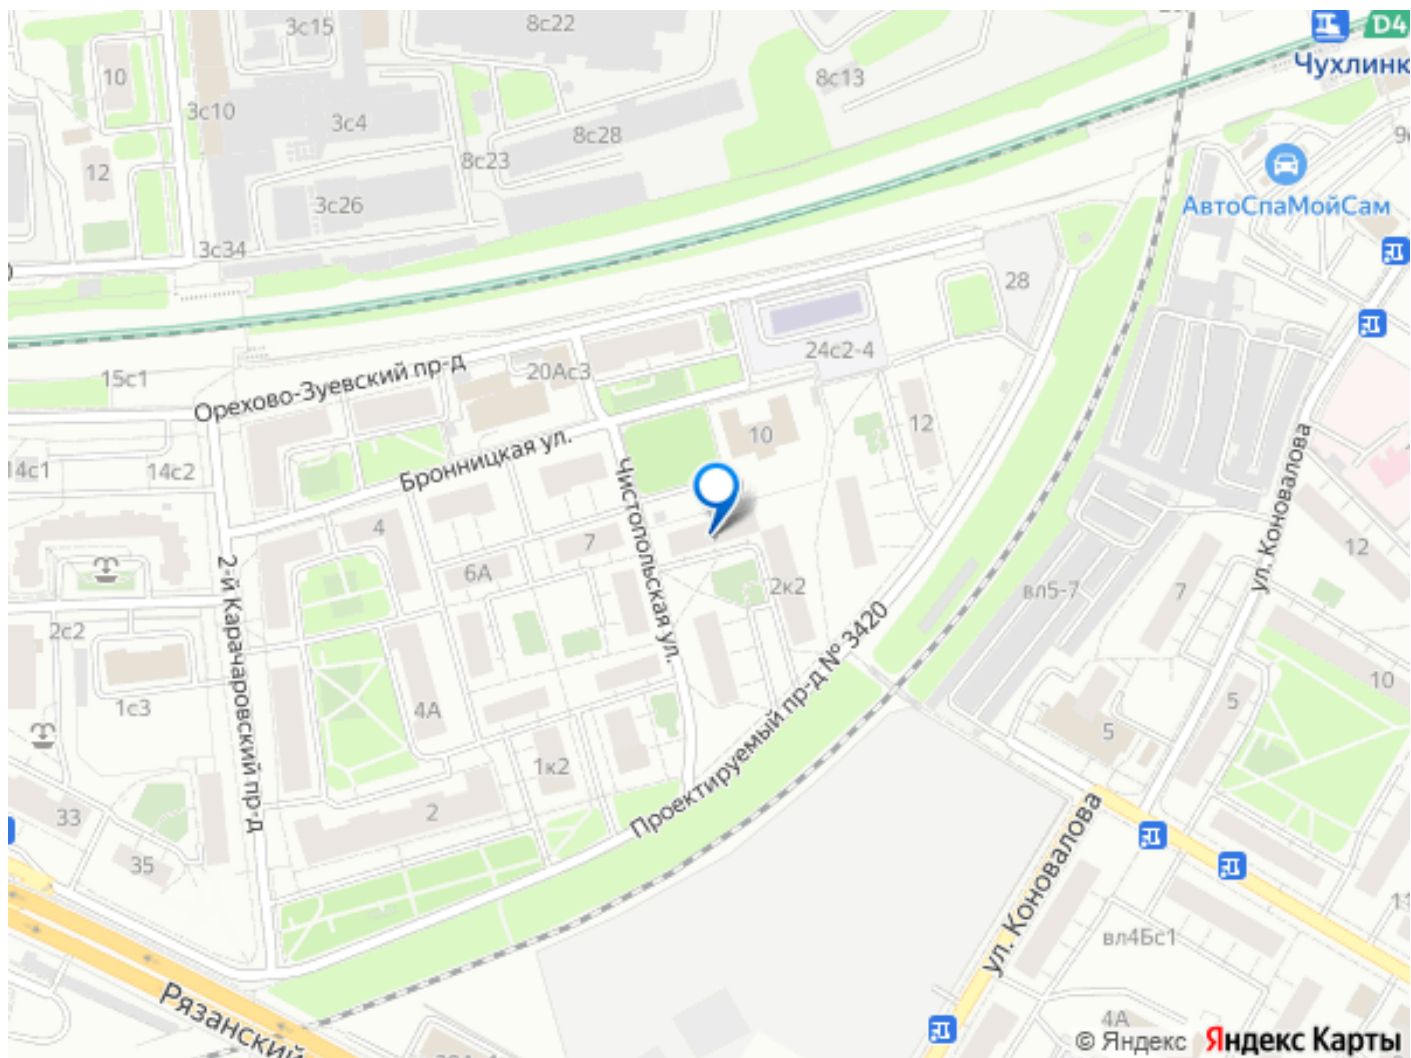 3с15
8с22
D4
Чухлинк
10
8с13
3с10
3с4
8с28
8с23
12
3с26
АвтоСпаМойСам
3с34
28
24с2-4
15с1
20Ас3
Орехово-Зуевский пр-д
12
10
Бронницкая ул.
14с1
14с2
Чистопольская ул.
ул. Коновалова
4
7
12
6А
2к2
вл5-7
7
2-й Карачаровский пр-д
2с2
Проектируемый пр-д № 3420
10
1с3
4А
5
5
1к2
33
2
35
ул. Коновалова
вл4Бс1
Рязанский
4А
© Яндекс Яндекс Карты